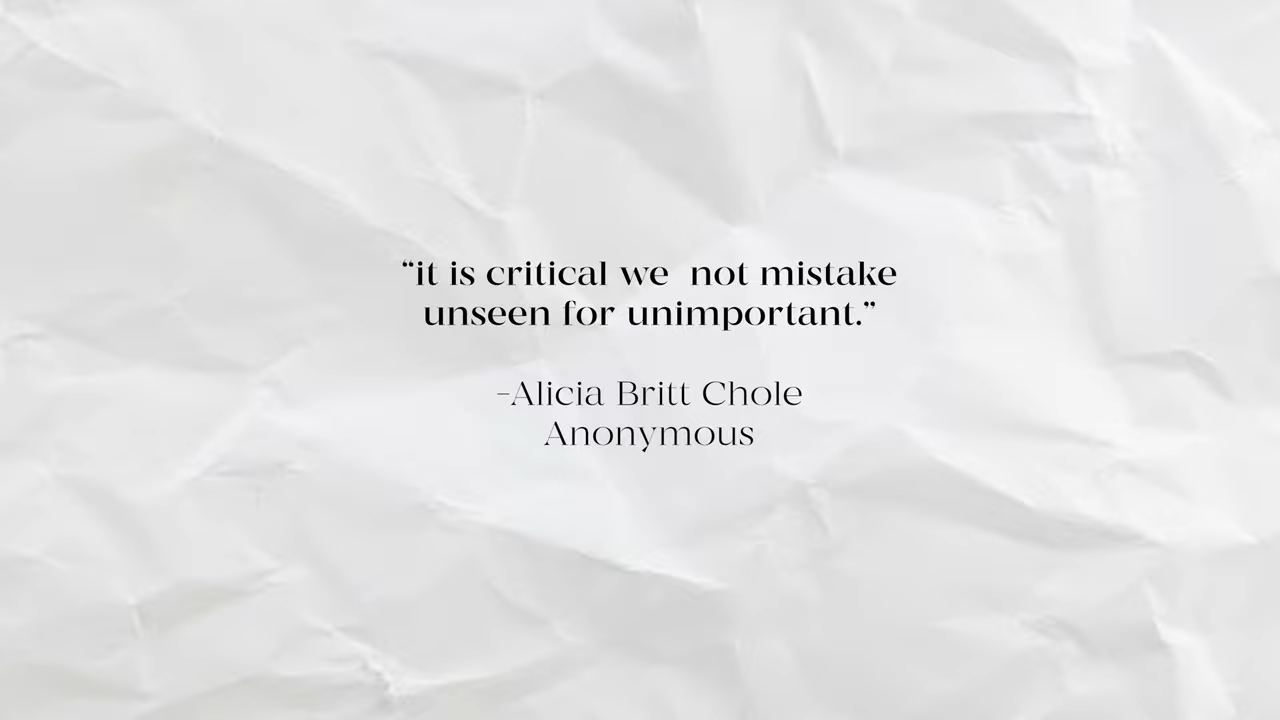 “it is critical we  not mistake
unseen for unimportant.”
-Alicia Britt Chole
Anonymous